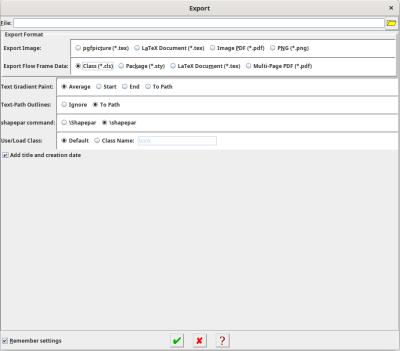 Export
File:
Export Format
Export Image: pgfpicture (*.tex) LaTeX Document (*.tex) Image PDF (*.pdf) PNG (*.png)
Export Flow Frame Data: Class (*.cls) Package (*.sty) LaTeX Document (*.tex) Multi-Page PDF (*.pdf)
Text Gradient Paint: Average Start End To Path
Text-Path Outlines: Ignore To Path
shapepar command: \Shapepar \shapepar
Use/Load Class: Default Class Name:
Add title and creation date
Remember settings